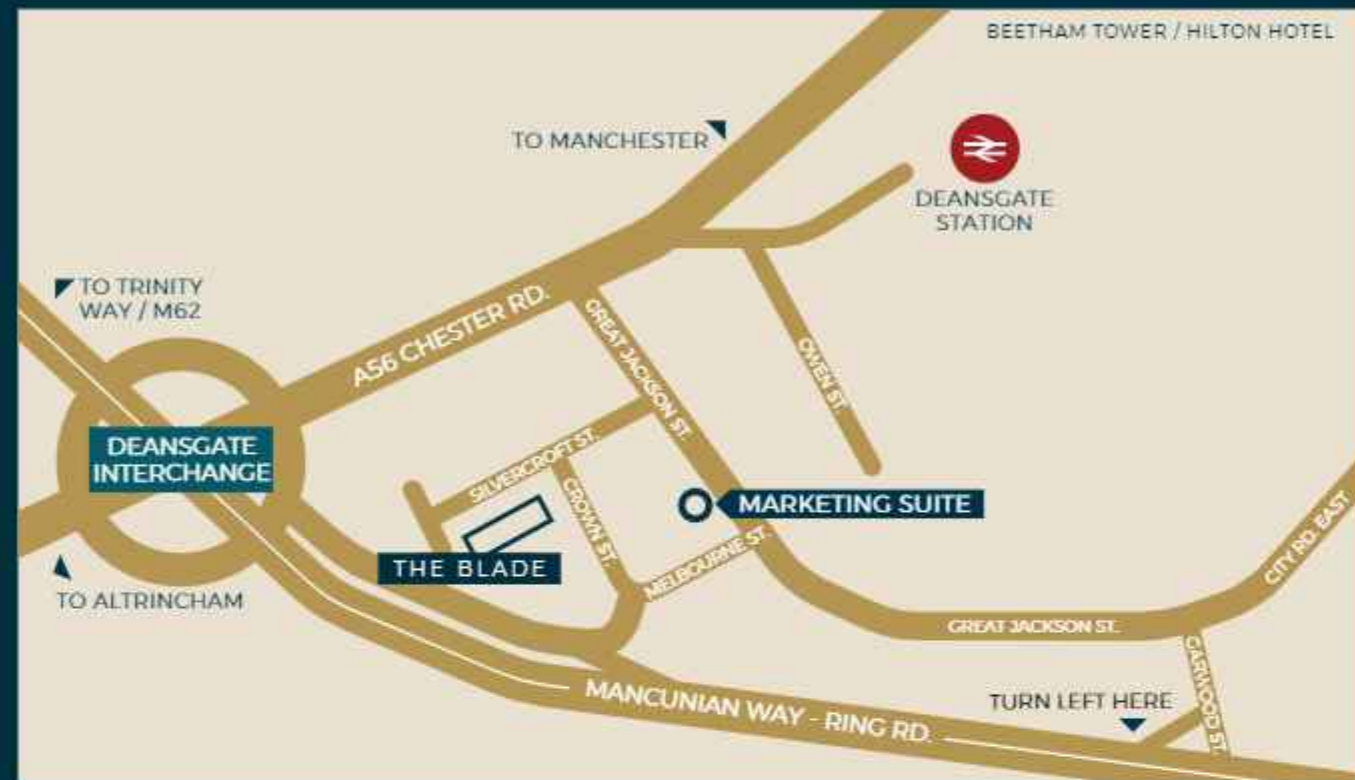 BEETHAM TOWER / HILTON HOTEL
TO MANCHESTER
DEANSGATE
STATION
TO TRINITY
WAY / M62
A56 CHESTER RD.
GREAT JACKSON ST.
OWEN ST.
DEANSGATE
INTERCHANGE
SILVERCROFT ST.
CROWN ST.
MARKETING SUITE
THE BLADE
MELBOURNE ST.
CITY RD. EAST
TO ALTRINCHAM
GREAT JACKSON ST.
GARWOOD ST.
TURN LEFT HERE
MANCUNIAN WAY - RING RD.